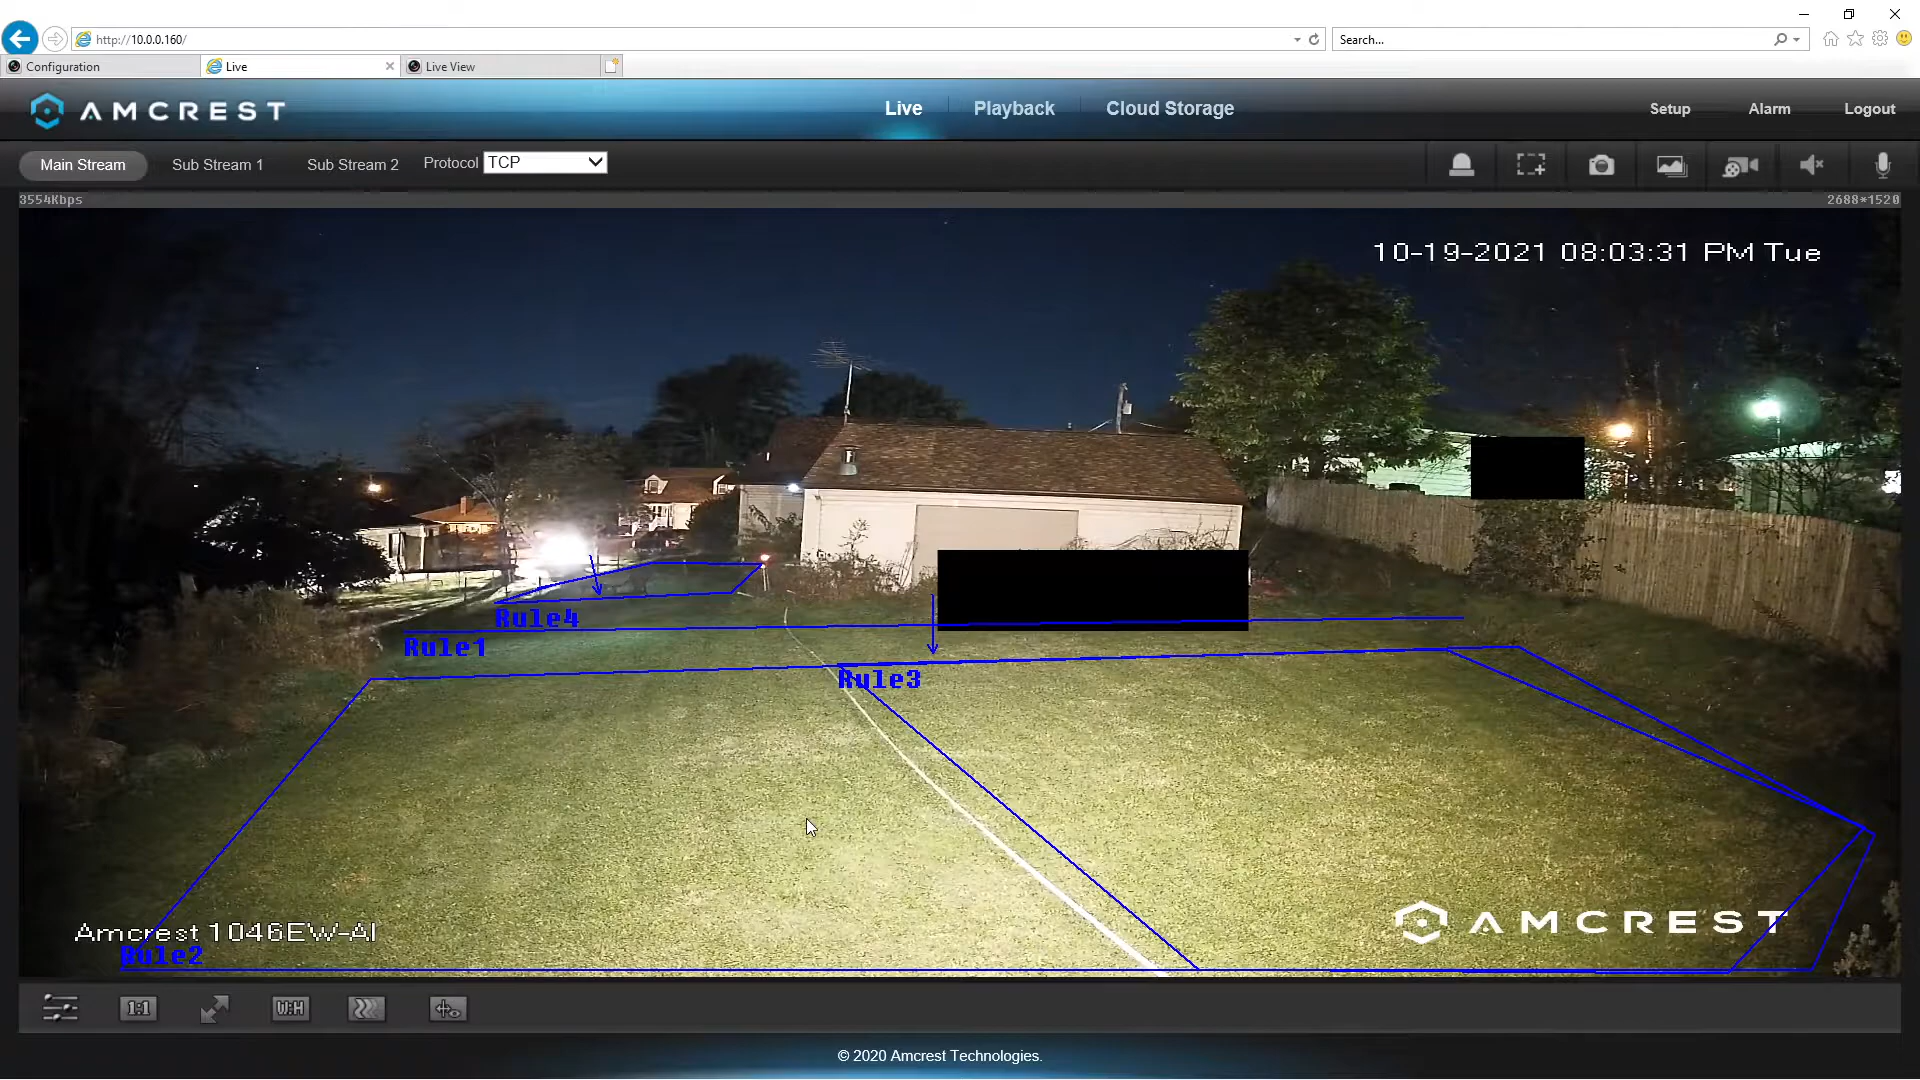 http://10.0.0.160/
Search...
Configuration
Live
Live View
AMCREST
Live
Playback
Cloud Storage
Setup
Alarm
Logout
Main Stream
Sub Stream 1
Sub Stream 2
Protocol
TCP
3554Kbps
2688*1520
10-19-2021 08:03:31 PM Tue
Rule4
Rule1
Rule3
Amcrest 1046EW-AI
AMCREST
Rule2
1:1
W:H
© 2020 Amcrest Technologies.